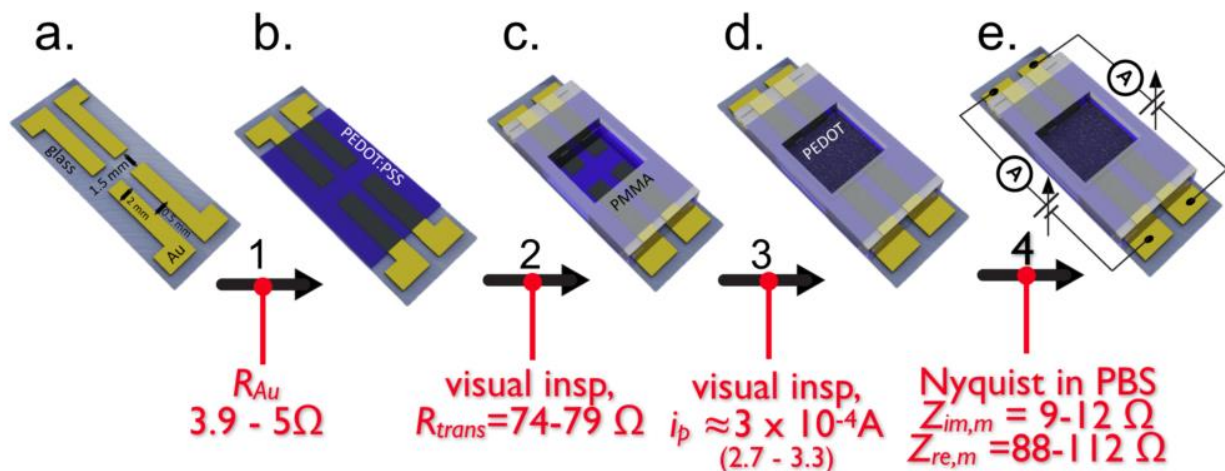 a.
b.
c.
d.
e.
glass
1.5 mm
2 mm
0.5 mm
Au
PEDOT:PSS
PMMA
PEDOT
A
A
1
2
3
4
R_Au
3.9 - 5Ω
visual insp,
R_trans=74-79 Ω
visual insp,
i_p ≈3 x 10⁻⁴A
(2.7 - 3.3)
Nyquist in PBS
Z_im,m = 9-12 Ω
Z_re,m=88-112 Ω